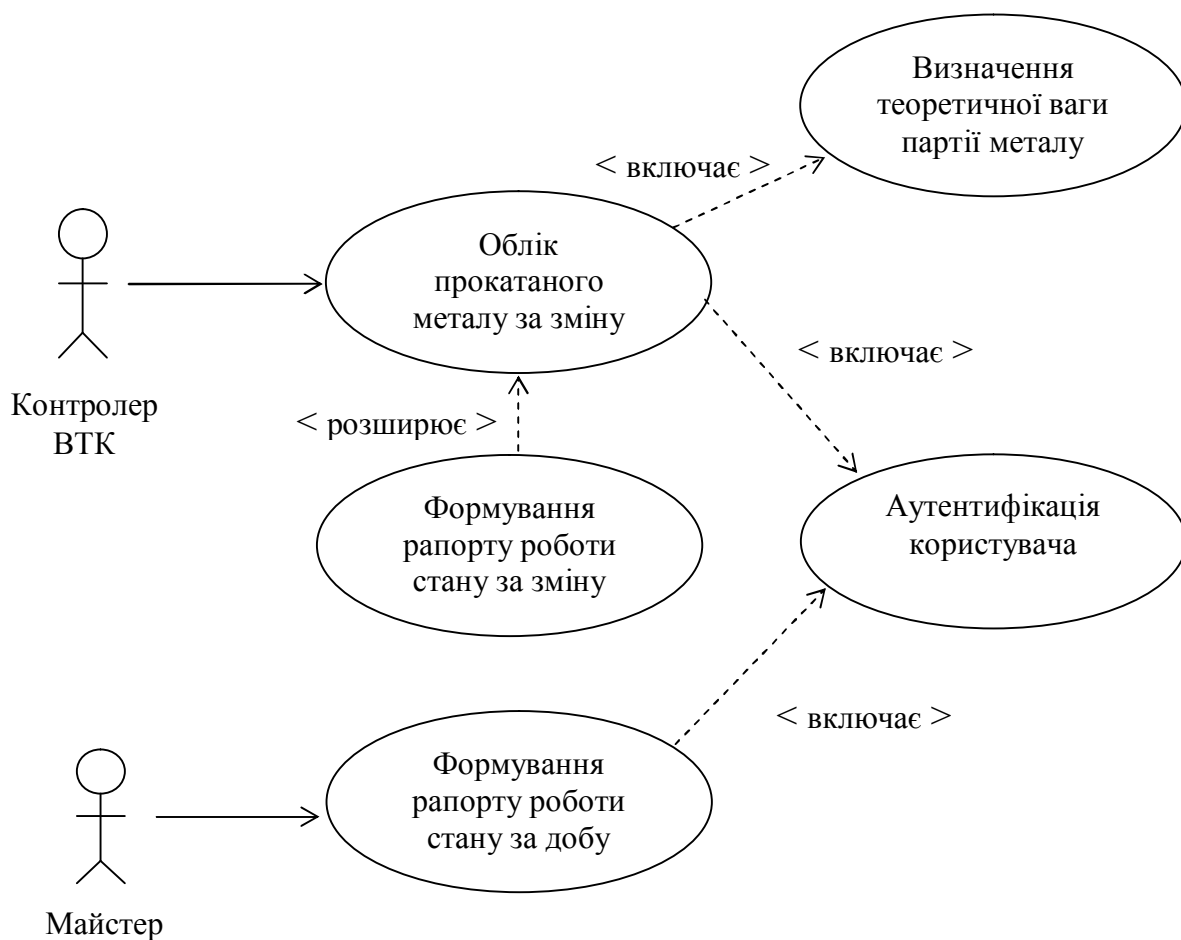 Визначення
теоретичної ваги
партії металу
< включає >
Облік
прокатаного
металу за зміну
< включає >
Контролер
ВТК
< розширює >
Формування
рапорту роботи
стану за зміну
Аутентифікація
користувача
< включає >
Формування
рапорту роботи
стану за добу
Майстер